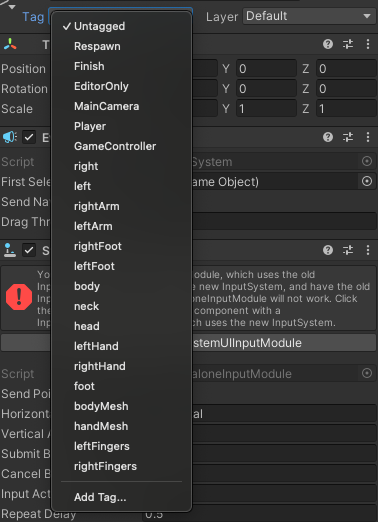 Tag
Layer Default
✓ Untagged
Respawn
Finish
EditorOnly
MainCamera
Player
GameController
right
left
rightArm
leftArm
rightFoot
leftFoot
body
neck
head
leftHand
rightHand
foot
bodyMesh
handMesh
leftFingers
rightFingers
Add Tag...
T
Position Y 0 Z 0
Rotation Y 0 Z 0
Scale Y 1 Z 1
E
Script System
First Sele ame Object)
Send Na
Drag Thr
S
Yo odule, which uses the old
Inp e new InputSystem, and have the old
Inp oneInputModule will not work. Click
the component with a
Inp ch uses the new InputSystem.
stemUIInputModule
Script aloneInputModule
Send Poi
Horizont al
Vertical A
Submit B
Cancel B
Input Act
Repeat Delay 0.5